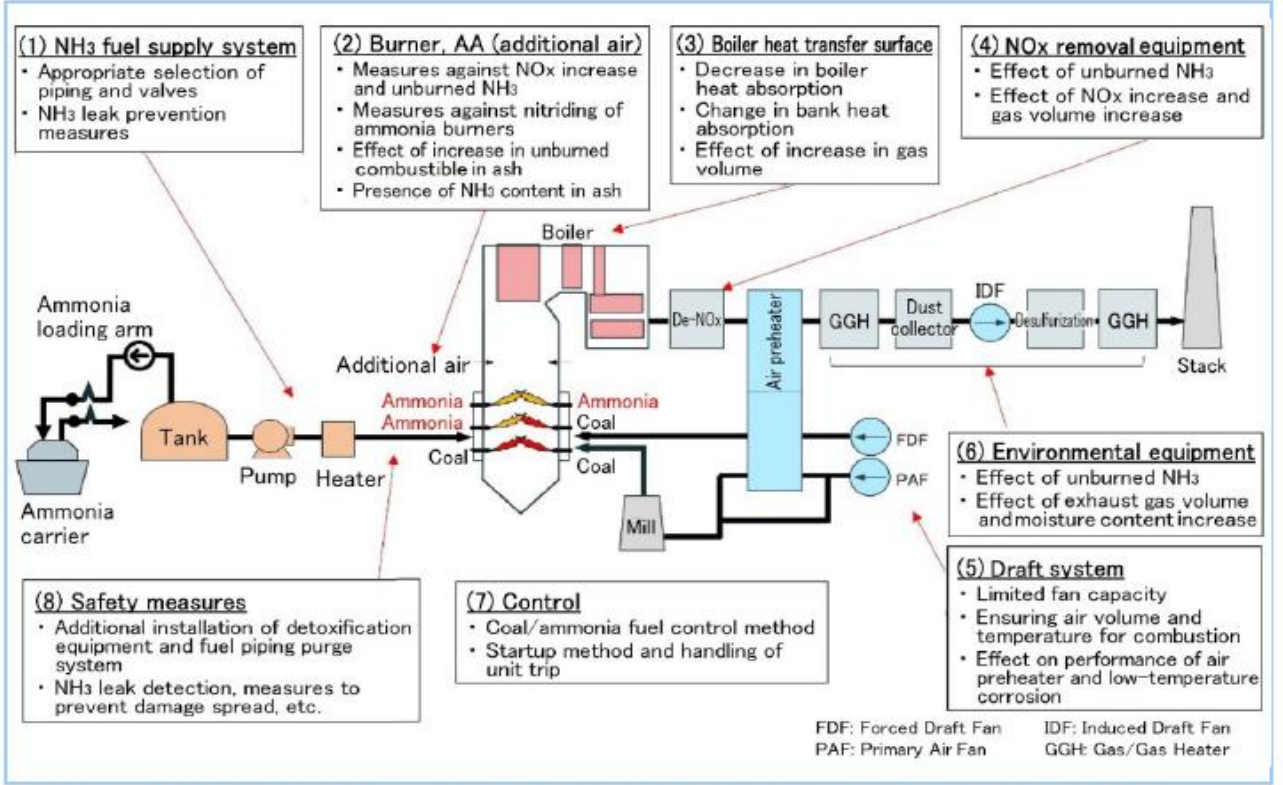 (1) NH3 fuel supply system
・ Appropriate selection of
piping and valves
・ NH3 leak prevention
measures
(2) Burner, AA (additional air)
・ Measures against NOx increase
and unburned NH3
・ Measures against nitriding of
ammonia burners
・ Effect of increase in unburned
combustible in ash
・ Presence of NH3 content in ash
(3) Boiler heat transfer surface
・ Decrease in boiler
heat absorption
・ Change in bank heat
absorption
・ Effect of increase in gas
volume
(4) NOx removal equipment
・ Effect of unburned NH3
・ Effect of NOx increase and
gas volume increase
Boiler
Ammonia
loading arm
Additional air
De-NOx
Air preheater
GGH
Dust
collector
IDF
Desulfurization
GGH
Stack
Ammonia
Ammonia
Ammonia
Coal
Coal
Coal
Tank
Pump
Heater
Ammonia
carrier
Mill
FDF
PAF
(6) Environmental equipment
・ Effect of unburned NH3
・ Effect of exhaust gas volume
and moisture content increase
(5) Draft system
・ Limited fan capacity
・ Ensuring air volume and
temperature for combustion
・ Effect on performance of air
preheater and low-temperature
corrosion
(8) Safety measures
・ Additional installation of detoxification
equipment and fuel piping purge
system
・ NH3 leak detection, measures to
prevent damage spread, etc.
(7) Control
・ Coal/ammonia fuel control method
・ Startup method and handling of
unit trip
FDF: Forced Draft Fan
IDF: Induced Draft Fan
PAF: Primary Air Fan
GGH: Gas/Gas Heater